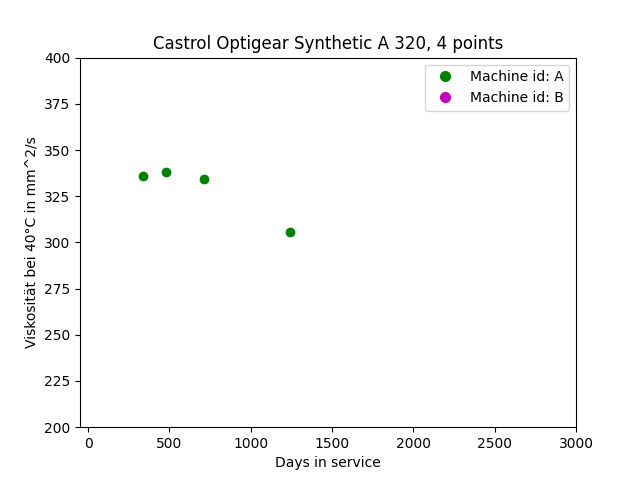 Castrol Optigear Synthetic A 320, 4 points
Machine id: A
Machine id: B
Viskosität bei 40°C in mm^2/s
400
375
350
325
300
275
250
225
200
0 500 1000 1500 2000 2500 3000
Days in service